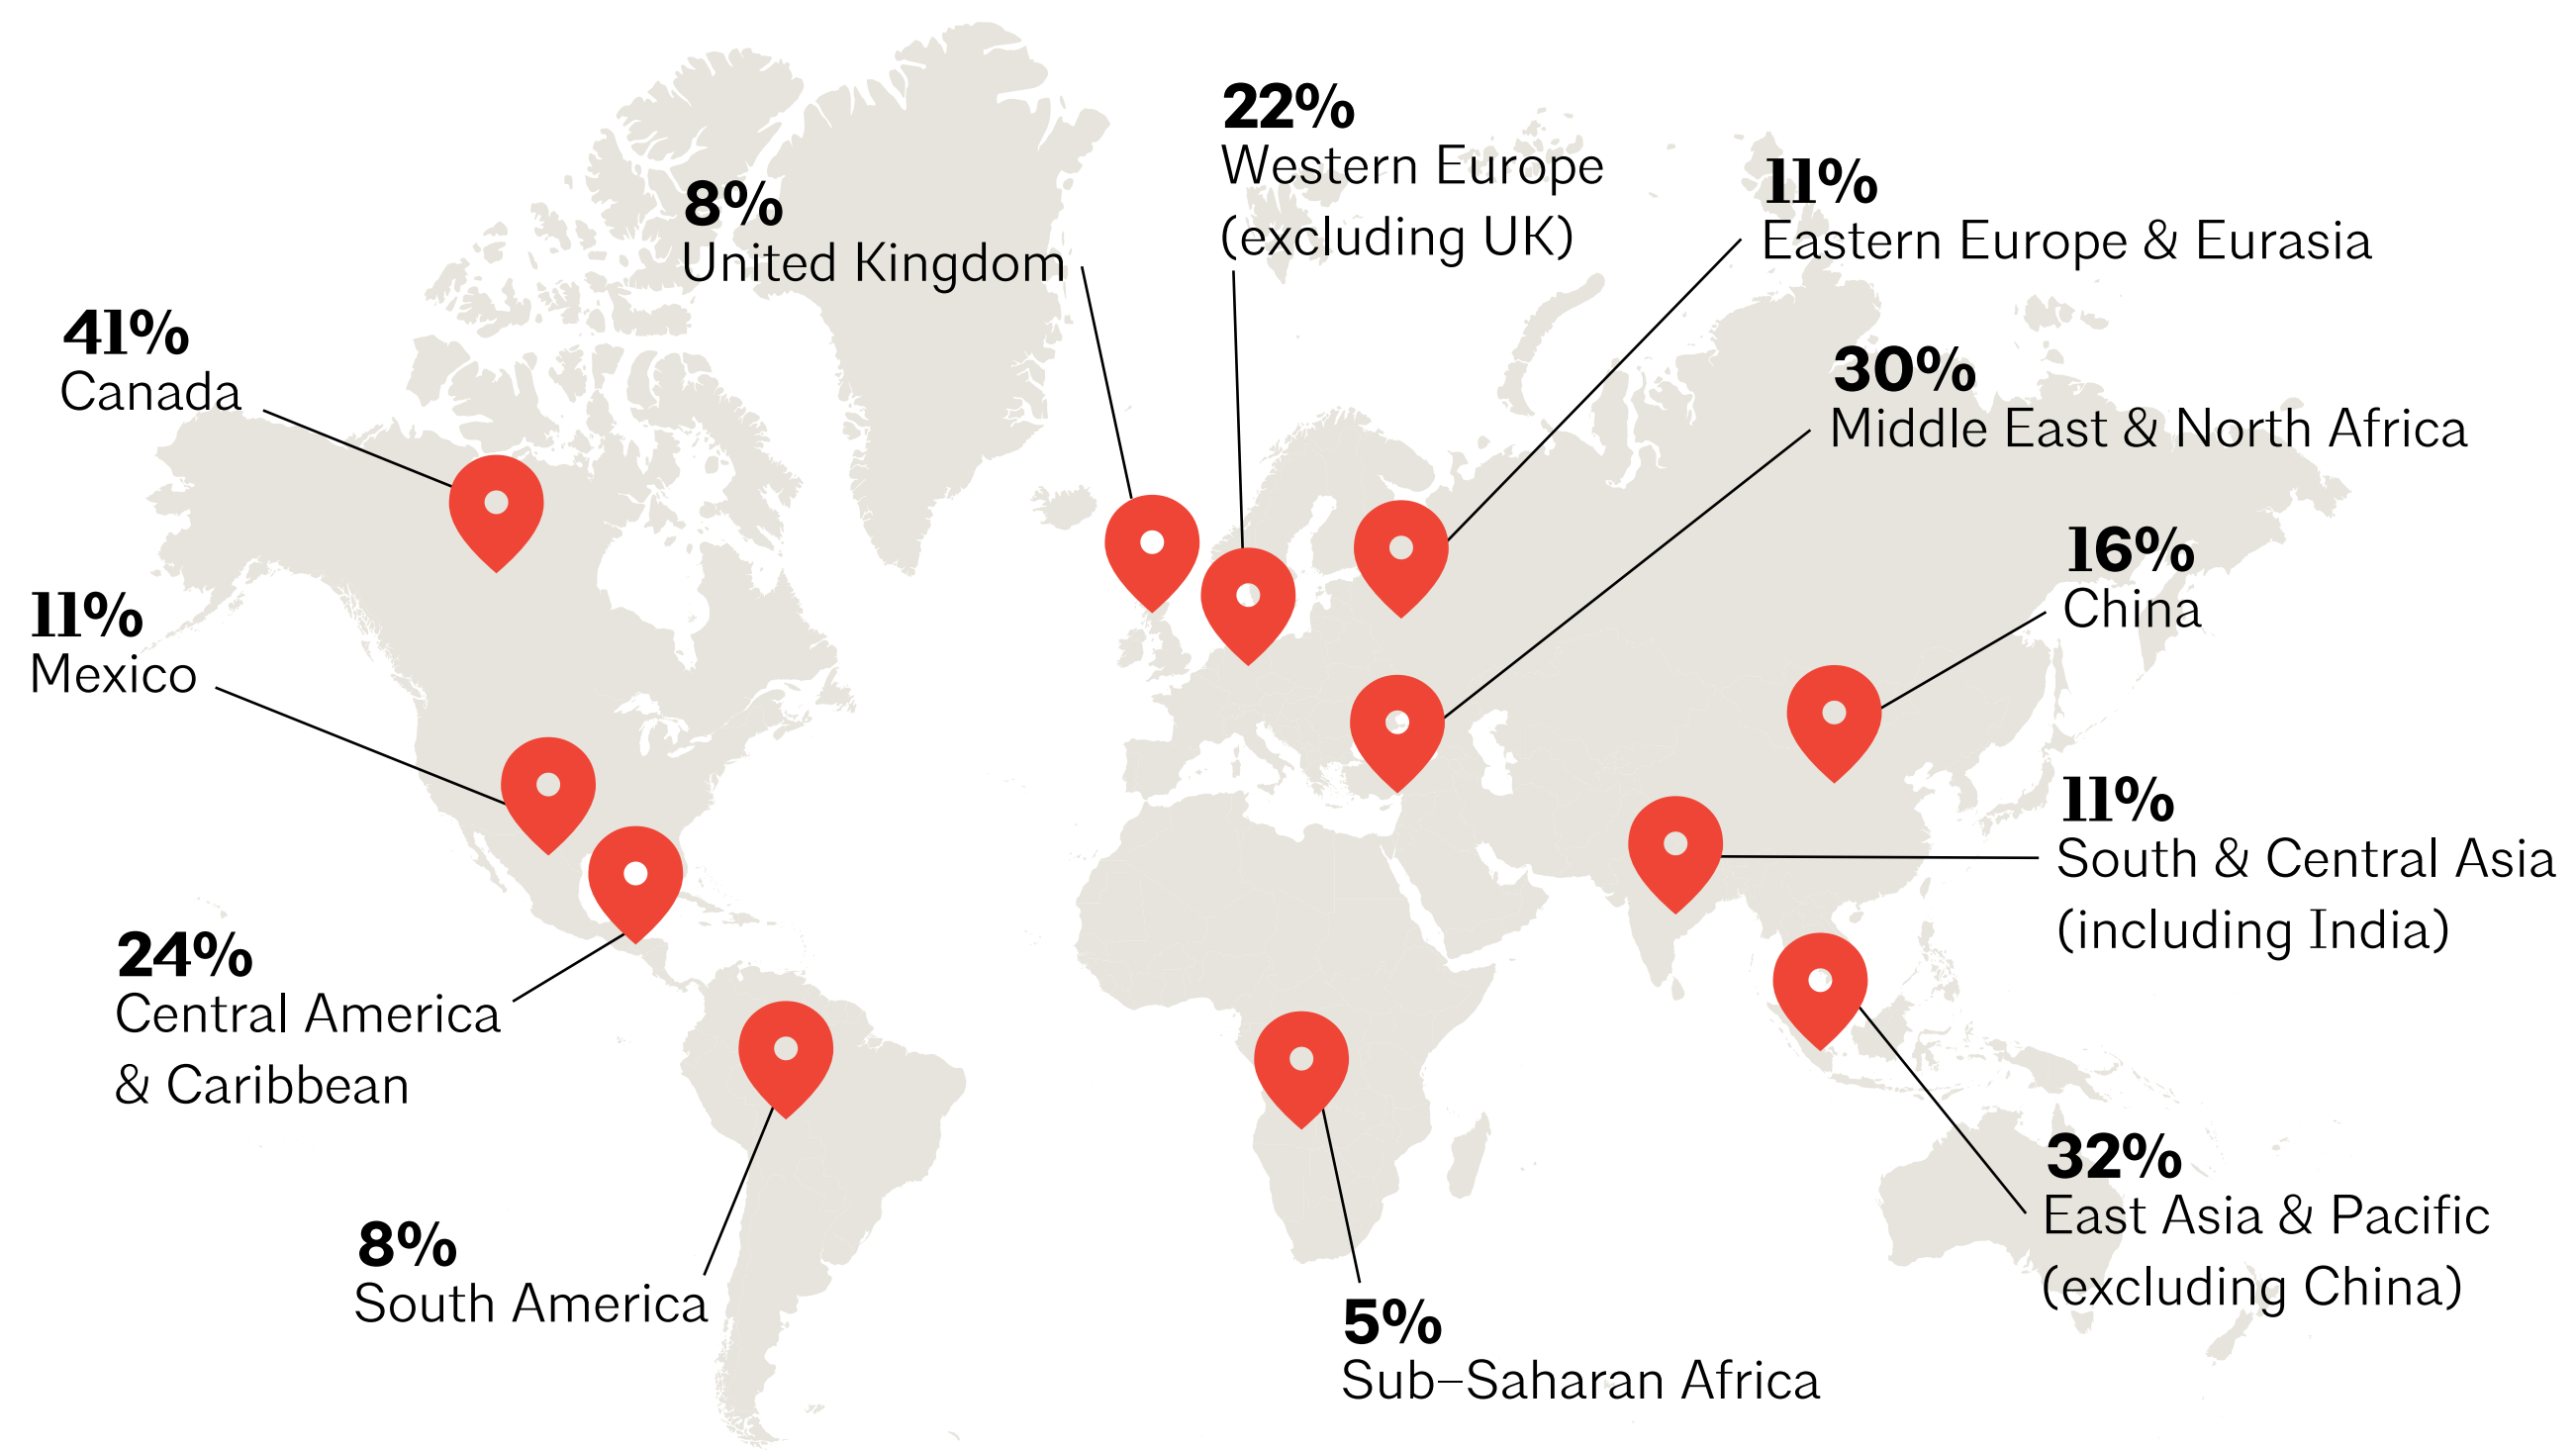 22%
Western Europe
(excluding UK)
11%
Eastern Europe & Eurasia
8%
United Kingdom
41%
Canada
30%
Middle East & North Africa
16%
China
11%
Mexico
11%
South & Central Asia
(including India)
24%
Central America
& Caribbean
32%
East Asia & Pacific
(excluding China)
8%
South America
5%
Sub–Saharan Africa